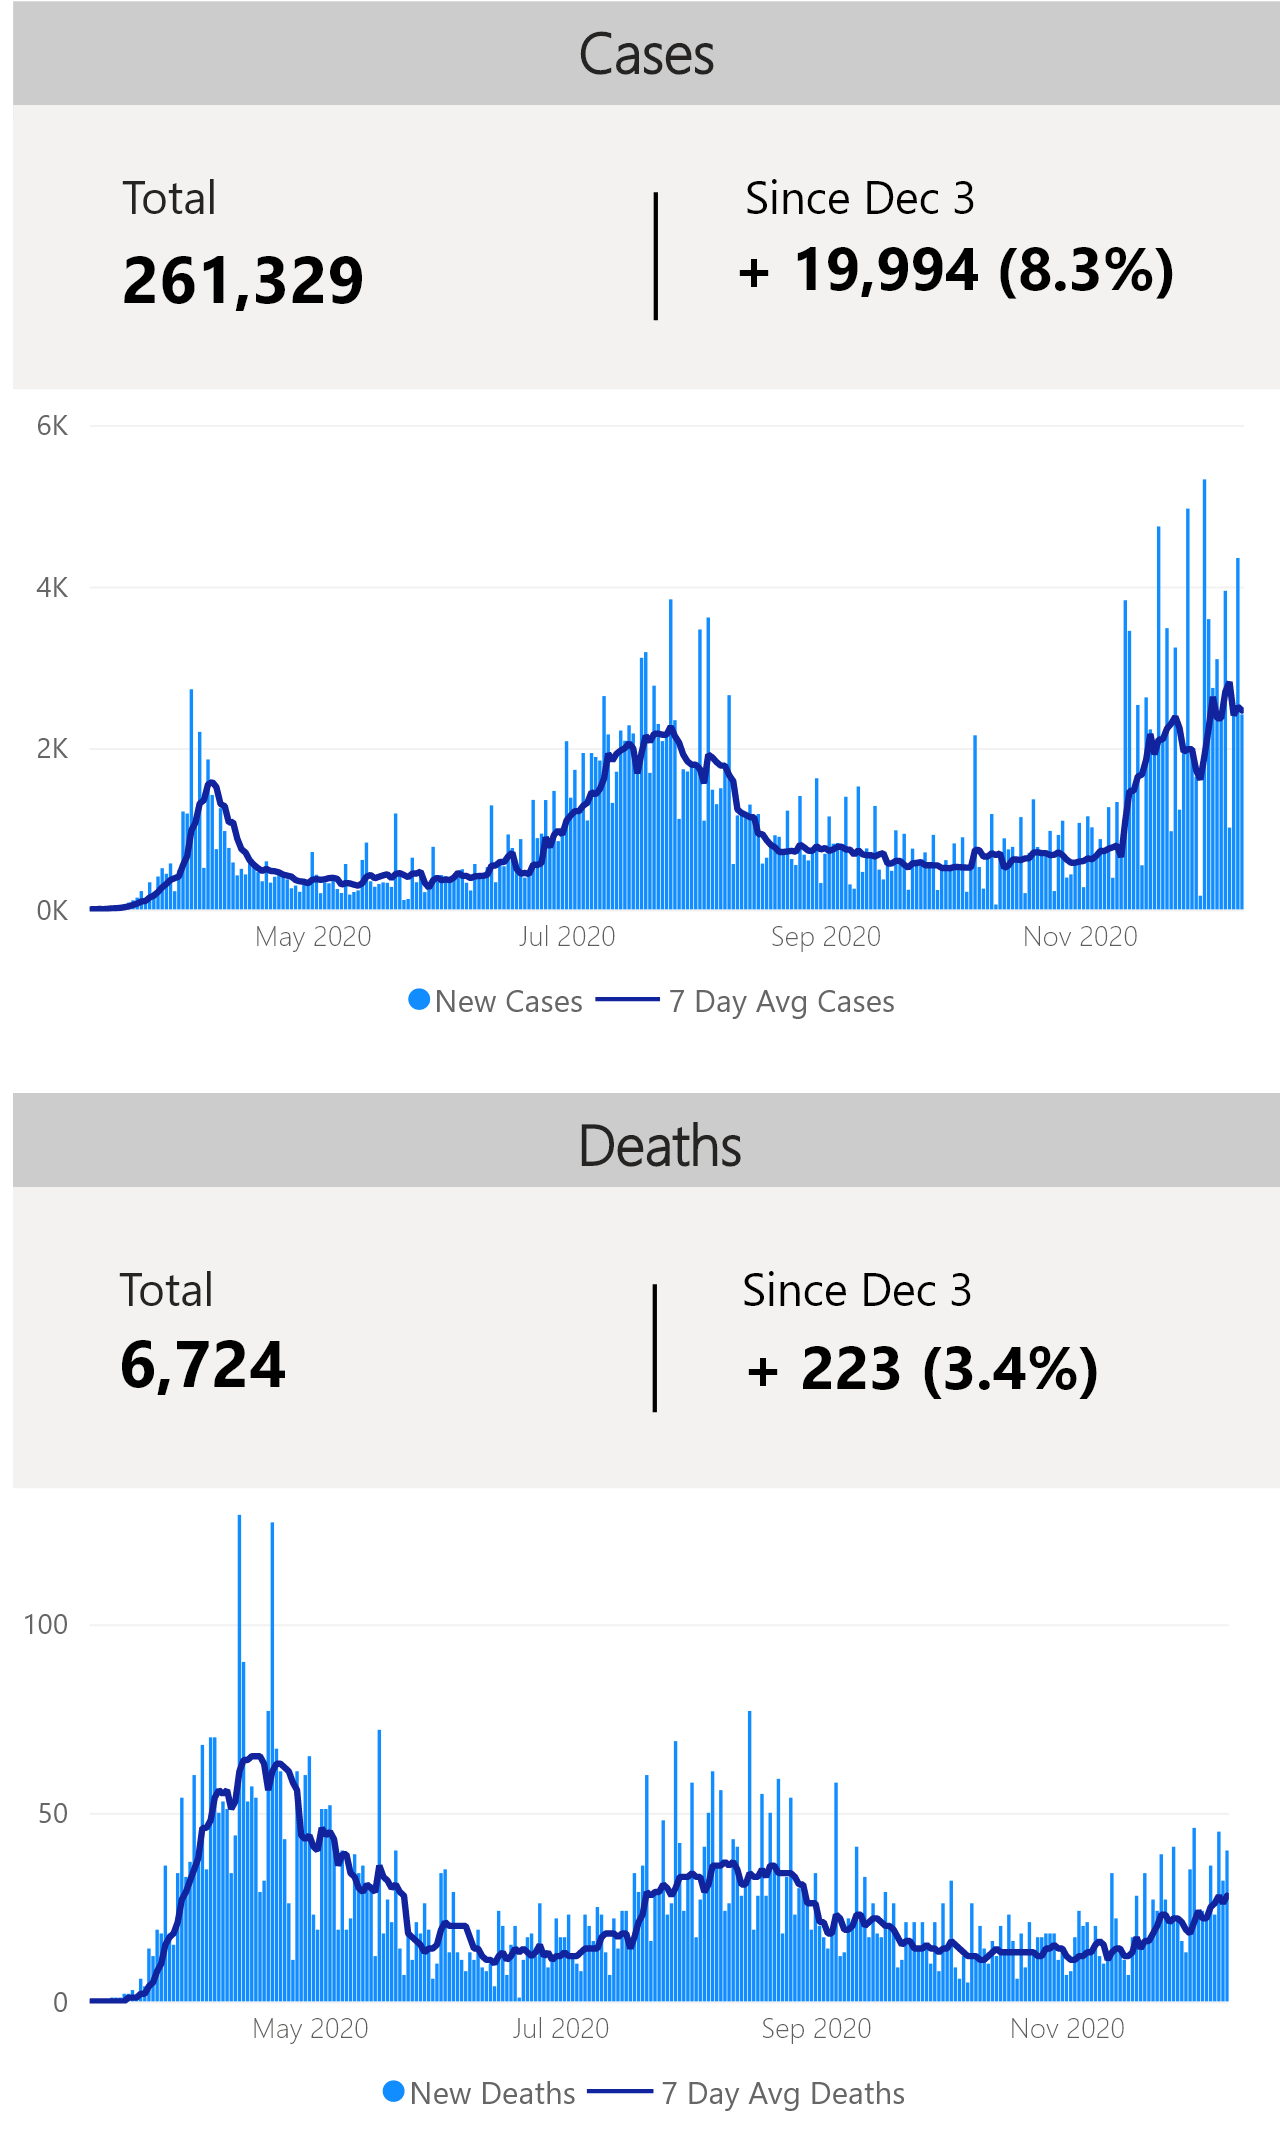 Cases
Total
Since Dec 3
261,329
+ 19,994 (8.3%)
6K
4K
2K
0K
May 2020
Jul 2020
Sep 2020
Nov 2020
New Cases
7 Day Avg Cases
Deaths
Total
Since Dec 3
6,724
+ 223 (3.4%)
100
50
0
May 2020
Jul 2020
Sep 2020
Nov 2020
New Deaths
7 Day Avg Deaths